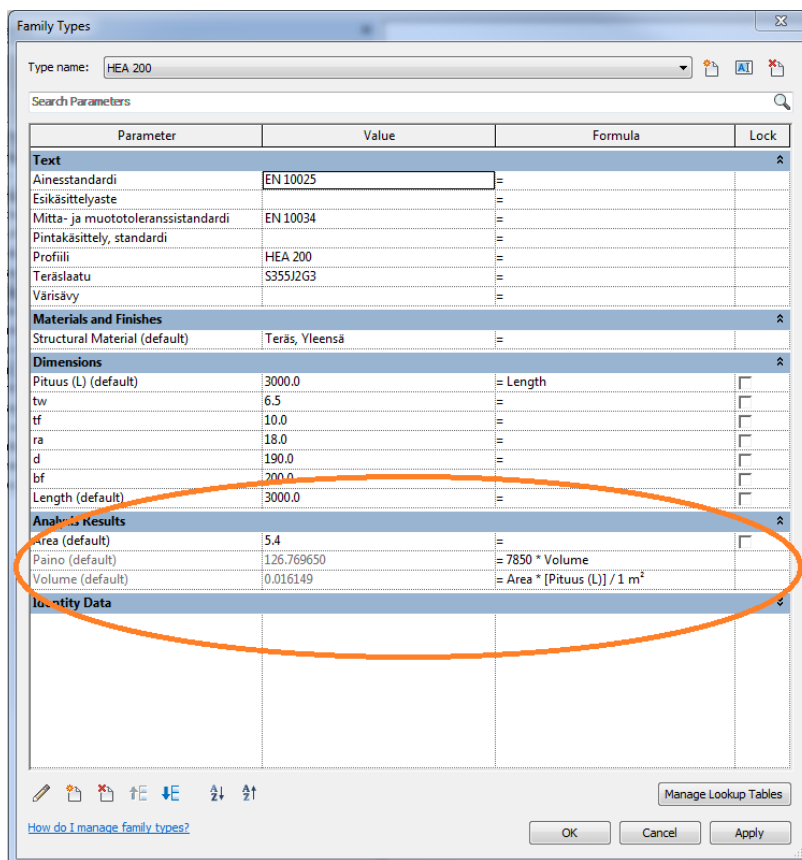 Family Types
Type name: HEA 200
Search Parameters
Parameter Value Formula Lock
Text
Ainesstandardi EN 10025 =
Esikäsittelyaste =
Mitta- ja muototoleranssistandardi EN 10034 =
Pintakäsittely, standardi =
Profiili HEA 200 =
Teräslaatu S355J2G3 =
Värisävy =
Materials and Finishes
Structural Material (default) Teräs, Yleensä =
Dimensions
Pituus (L) (default) 3000.0 = Length
tw 6.5 =
tf 10.0 =
ra 18.0 =
d 190.0 =
bf 200.0 =
Length (default) 3000.0 =
Analysis Results
Area (default) 5.4 =
Paino (default) 126.769650 = 7850 * Volume
Volume (default) 0.016149 = Area * [Pituus (L)] / 1 m²
Identity Data
Manage Lookup Tables
How do I manage family types?
OK Cancel Apply